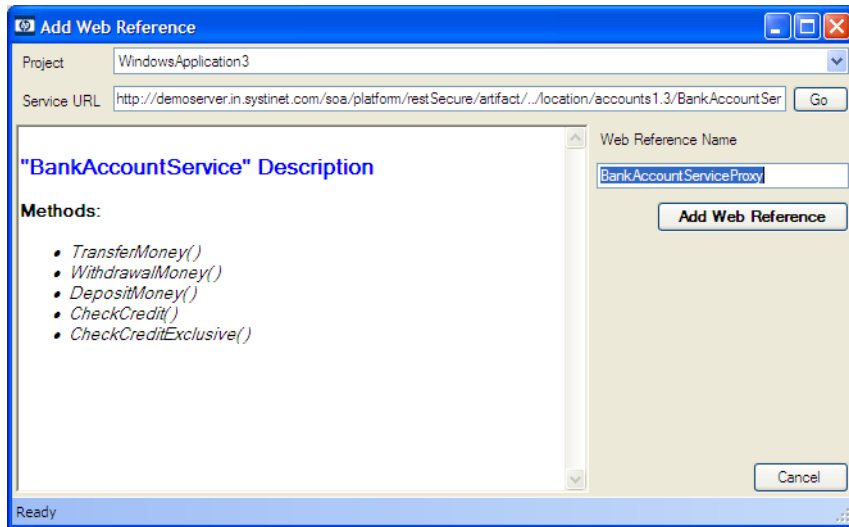 Add Web Reference
Project WindowsApplication3
Service URL http://demoserver.in.systinet.com/soa/platform/restSecure/artifact/../location/accounts1.3/BankAccountSer Go
Web Reference Name
BankAccountServiceProxy
Add Web Reference
"BankAccountService" Description
Methods:
• TransferMoney()
• WithdrawalMoney()
• DepositMoney()
• CheckCredit()
• CheckCreditExclusive()
Cancel
Ready